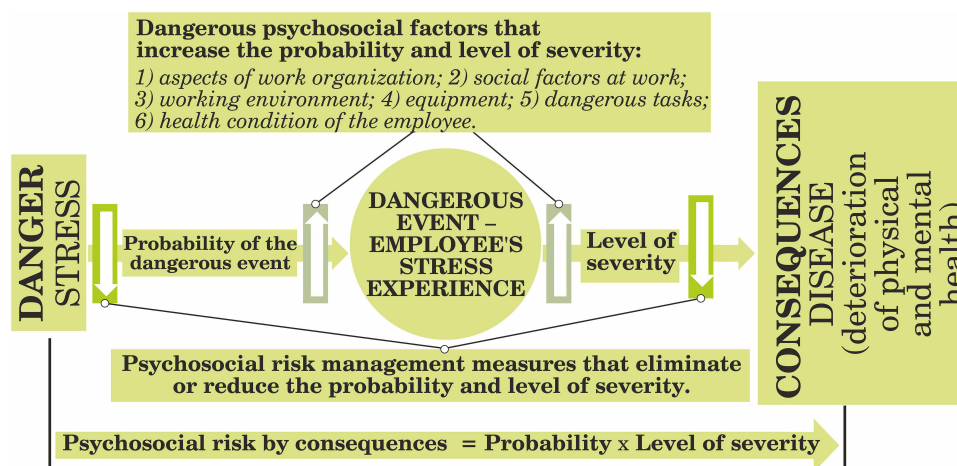 Dangerous psychosocial factors that
increase the probability and level of severity:
1) aspects of work organization; 2) social factors at work;
3) working environment; 4) equipment; 5) dangerous tasks;
6) health condition of the employee.
DANGER
STRESS
Probability of the
dangerous event
DANGEROUS
EVENT –
EMPLOYEE'S
STRESS
EXPERIENCE
Level of
severity
CONSEQUENCES
DISEASE
(deterioration
of physical
and mental
health)
Psychosocial risk management measures that eliminate
or reduce the probability and level of severity.
Psychosocial risk by consequences = Probability x Level of severity